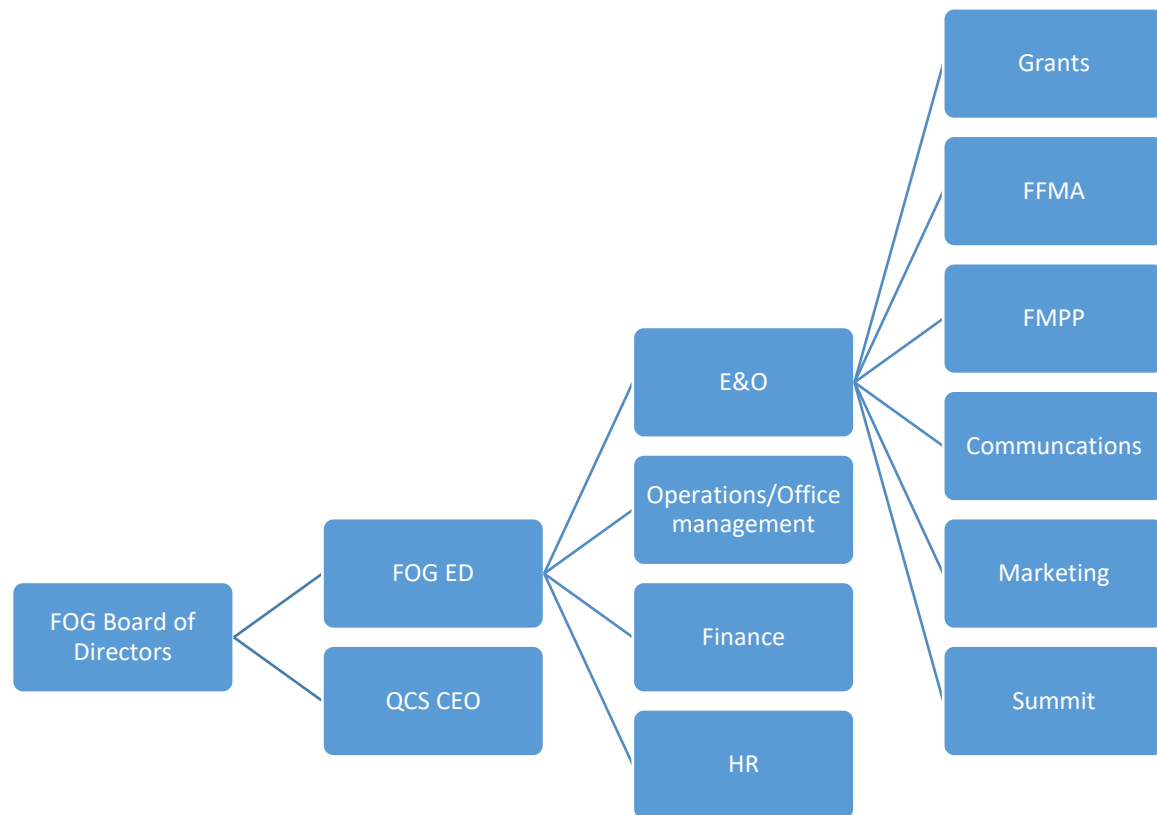 Grants
FFMA
FMPP
E&O
Communcations
Operations/Office
management
FOG ED
Marketing
FOG Board of
Directors
Finance
QCS CEO
Summit
HR